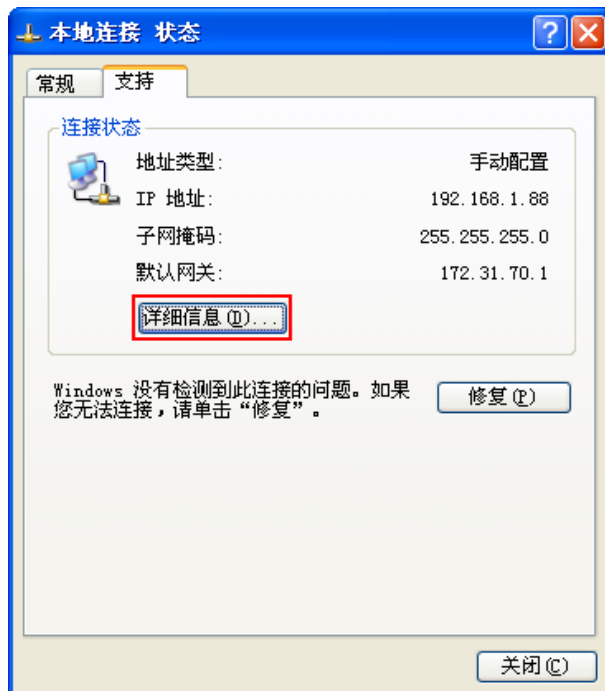 本地连接 状态
常规
支持
连接状态
地址类型:
手动配置
IP 地址:
192.168.1.88
子网掩码:
255.255.255.0
默认网关:
172.31.70.1
详细信息(D)...
Windows 没有检测到此连接的问题。如果
您无法连接,请单击“修复”。
修复(P)
关闭(C)